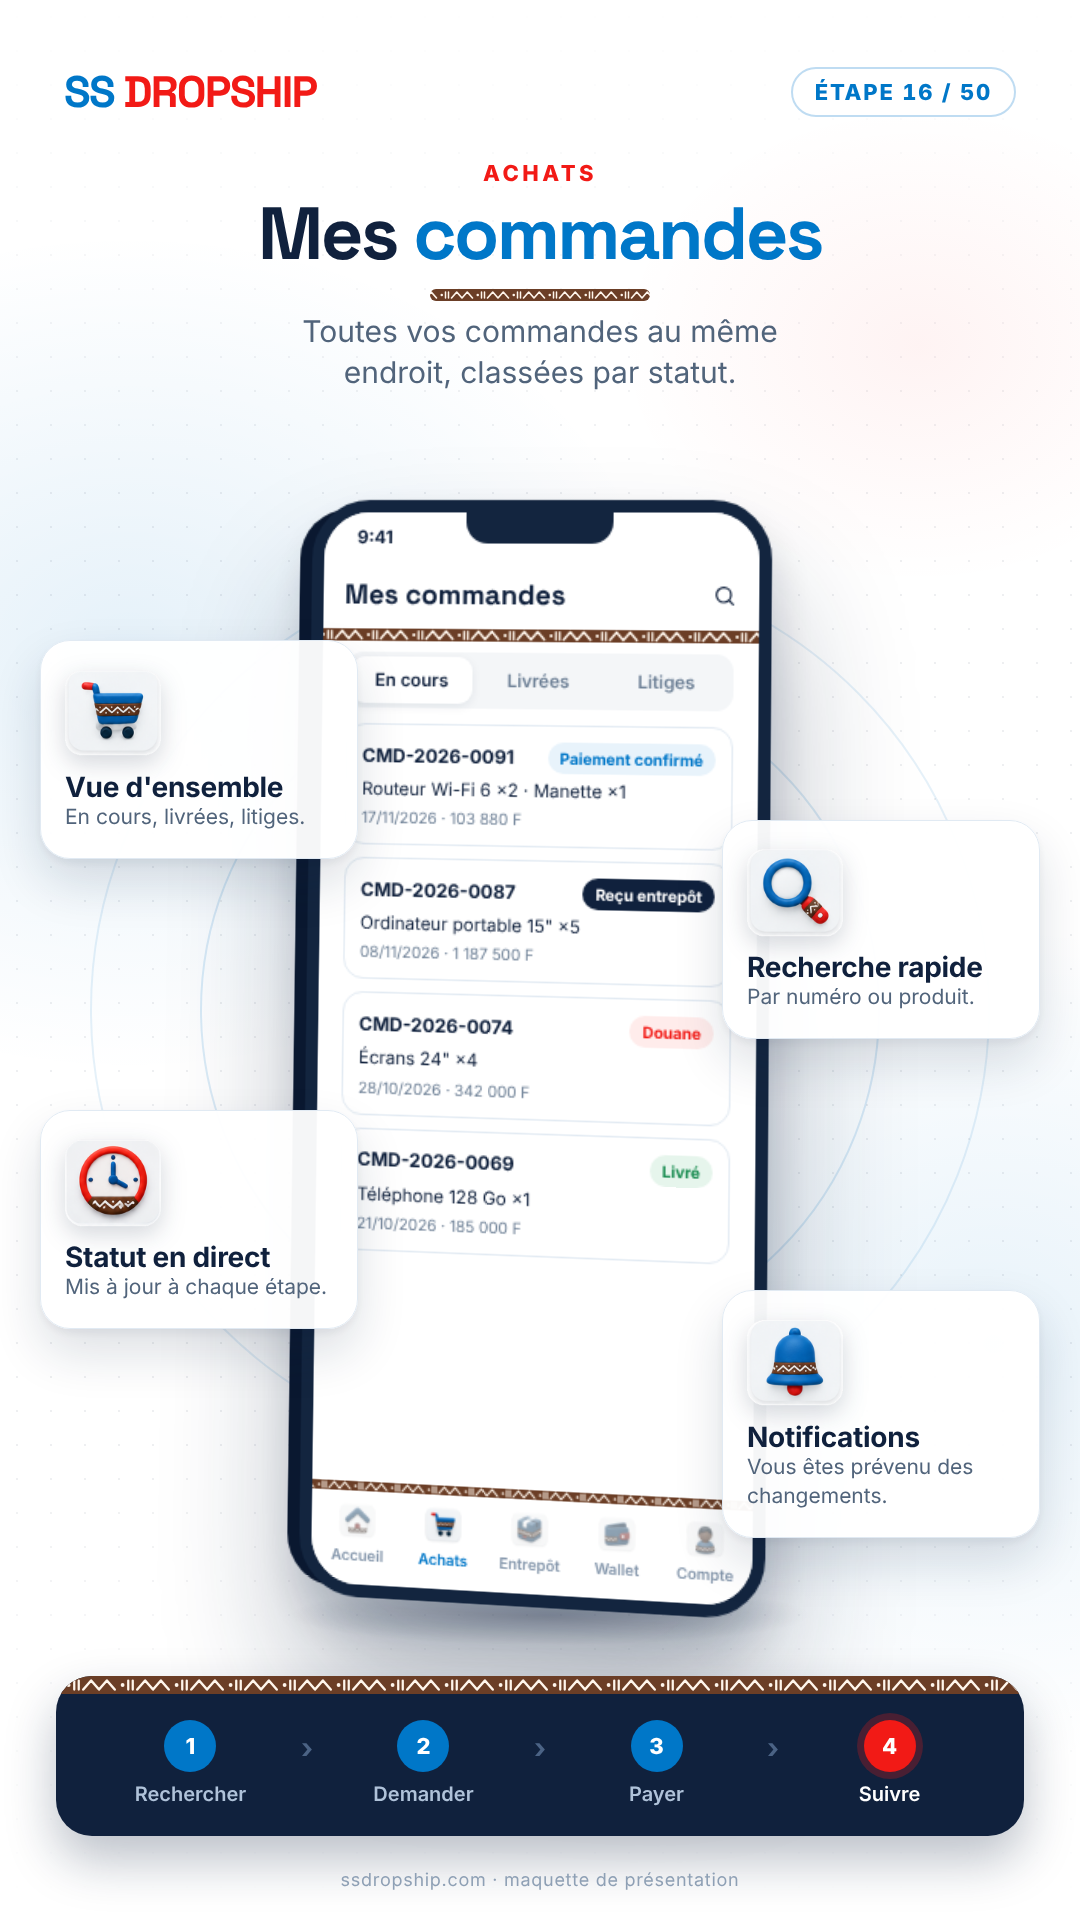 SS DROPSHIP
ÉTAPE 16 / 50
ACHATS
Mes commandes
Toutes vos commandes au même
endroit, classées par statut.
9:41
Mes commandes
En cours
Livrées
Litiges
CMD-2026-0091
Paiement confirmé
Routeur Wi-Fi 6 ×2 · Manette ×1
17/11/2026 · 103 880 F
CMD-2026-0087
Reçu entrepôt
Ordinateur portable 15" ×5
08/11/2026 · 1 187 500 F
CMD-2026-0074
Douane
Écrans 24" ×4
28/10/2026 · 342 000 F
CMD-2026-0069
Livré
Téléphone 128 Go ×1
21/10/2026 · 185 000 F
Accueil
Achats
Entrepôt
Wallet
Compte
Vue d'ensemble
En cours, livrées, litiges.
Recherche rapide
Par numéro ou produit.
Statut en direct
Mis à jour à chaque étape.
Notifications
Vous êtes prévenu des
changements.
1
Rechercher
›
2
Demander
›
3
Payer
›
4
Suivre
ssdropship.com · maquette de présentation